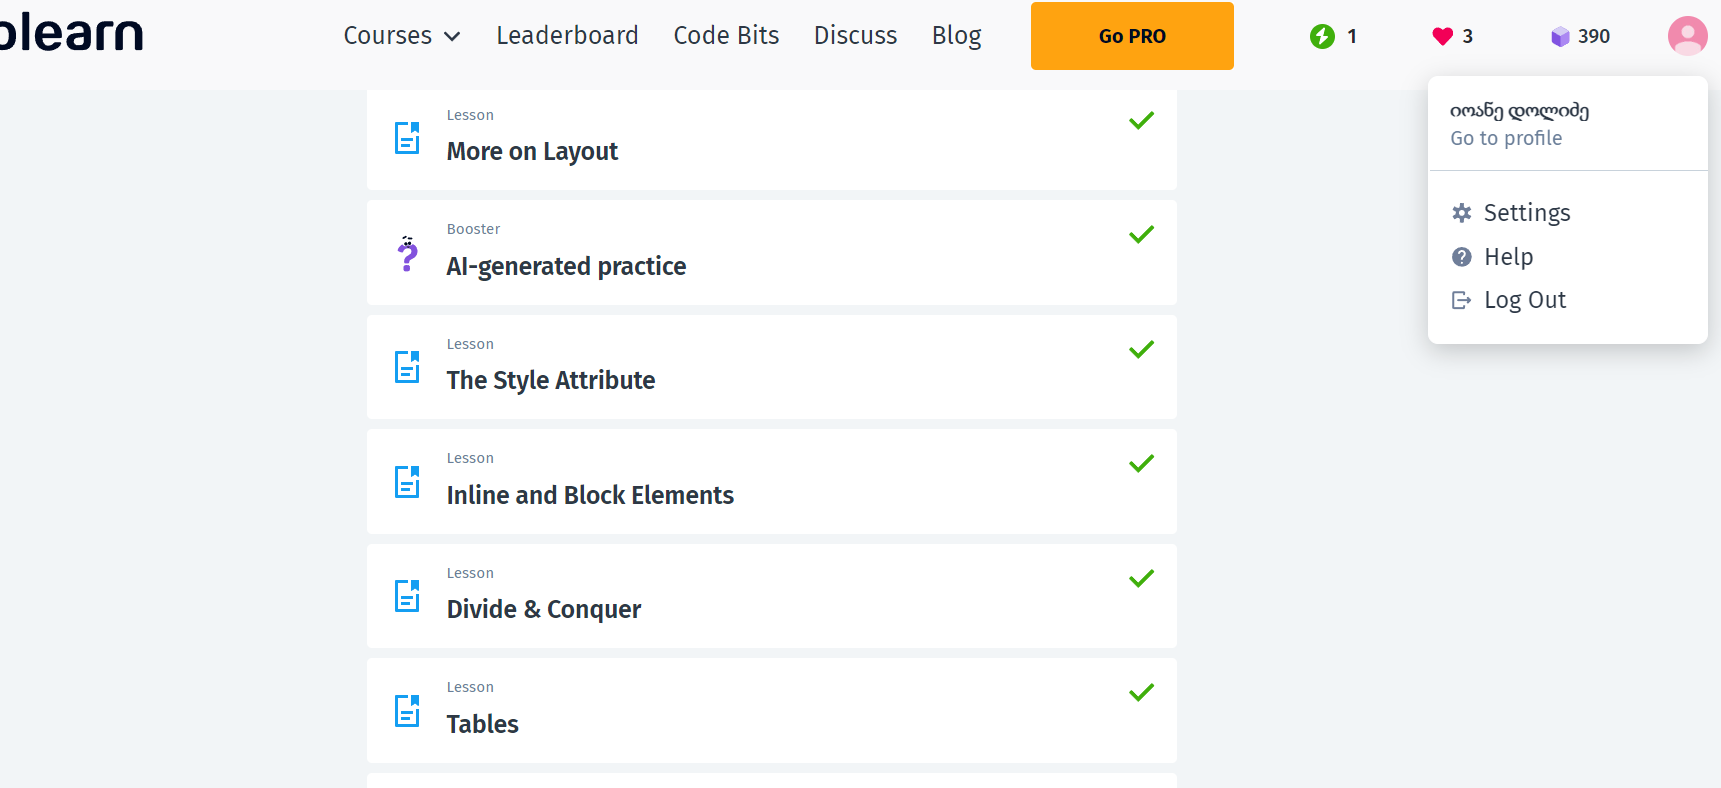 olearn
Courses Leaderboard Code Bits Discuss Blog Go PRO 1 3 390
იოანე დოლიძე
Go to profile
Settings
Help
Log Out
Lesson
More on Layout
Booster
AI-generated practice
Lesson
The Style Attribute
Lesson
Inline and Block Elements
Lesson
Divide & Conquer
Lesson
Tables